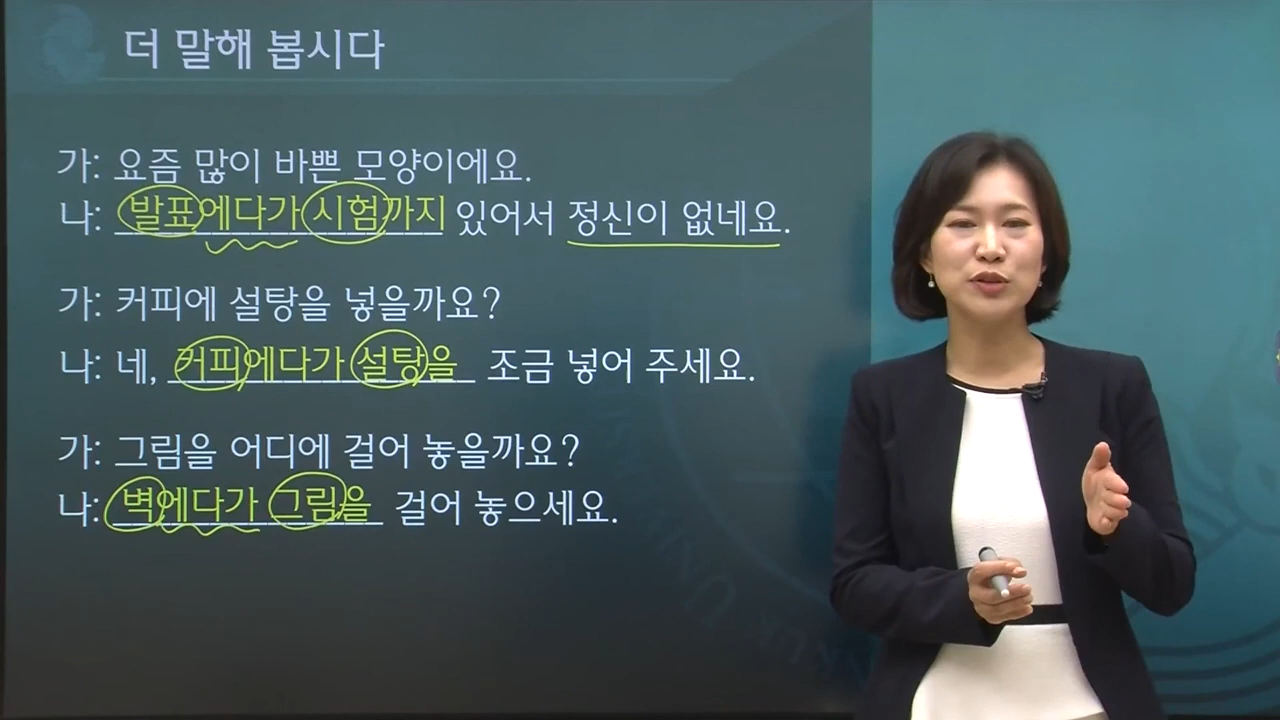 더 말해 봅시다
가: 요즘 많이 바쁜 모양이에요.
나: 발표에다가 시험까지 있어서 정신이 없네요.
가: 커피에 설탕을 넣을까요?
나: 네, 커피에다가 설탕을 조금 넣어 주세요.
가: 그림을 어디에 걸어 놓을까요?
나: 벽에다가 그림을 걸어 놓으세요.